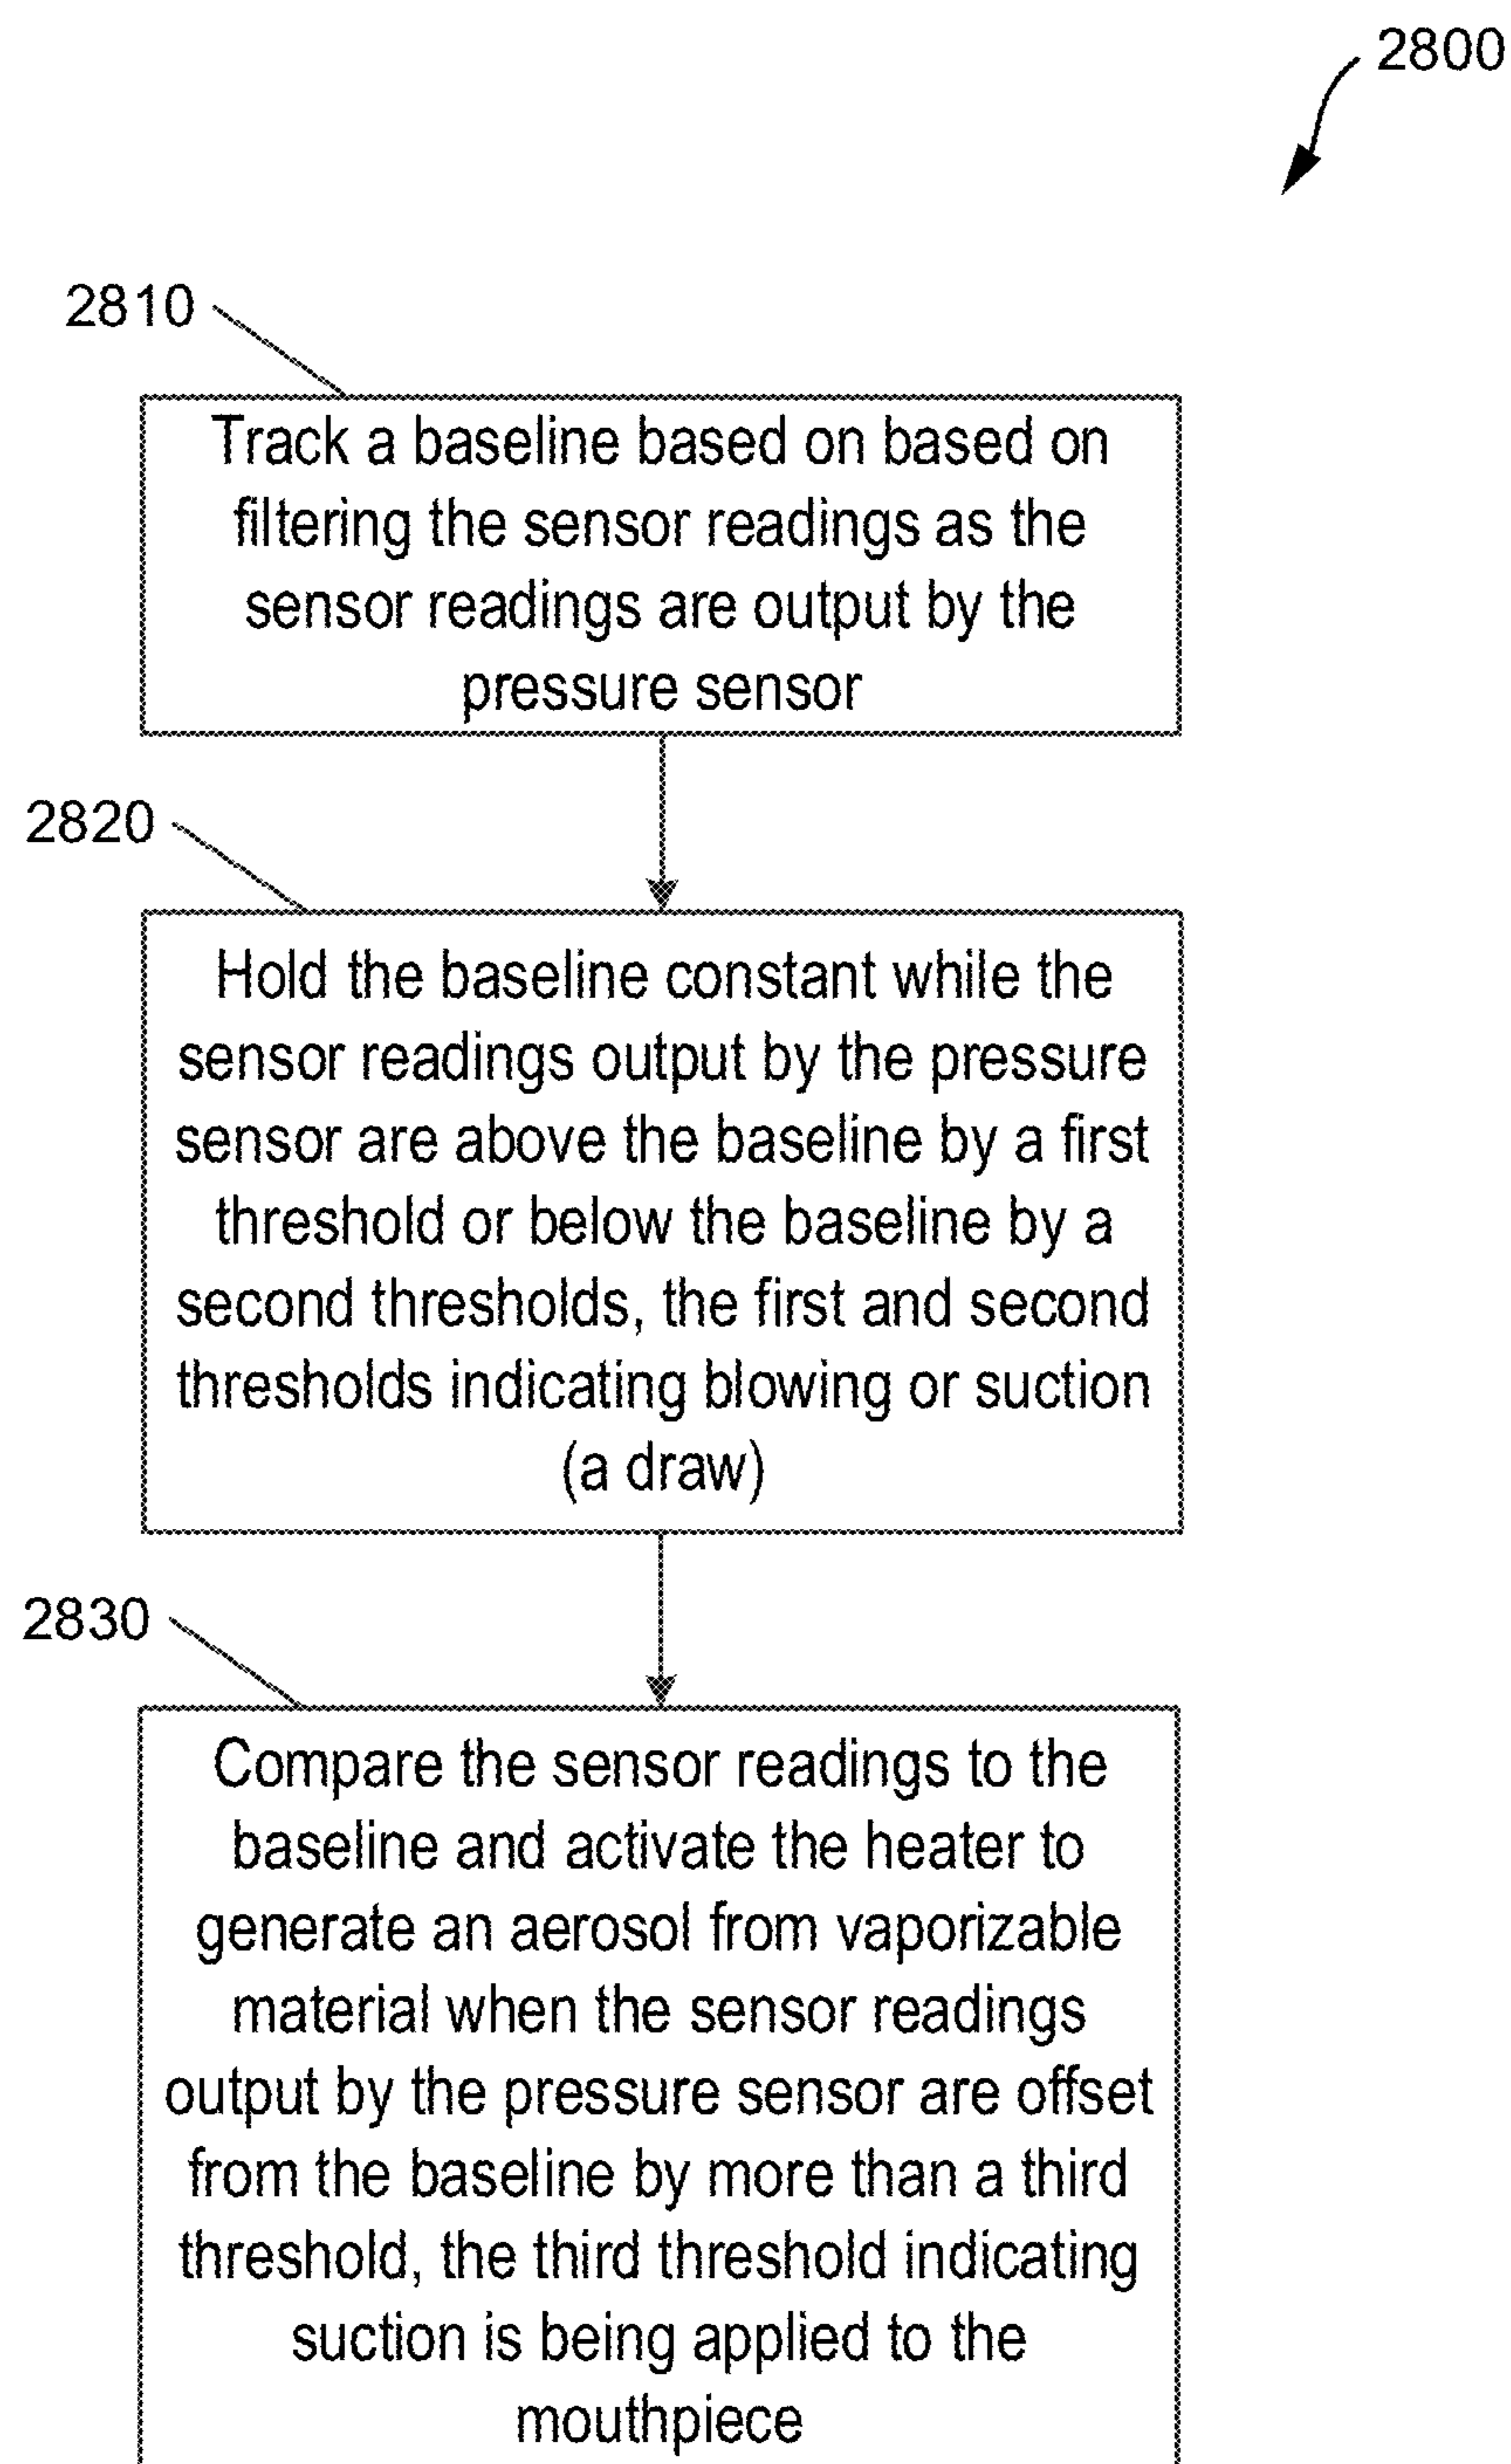 2800
2810
Track a baseline based on based on
filtering the sensor readings as the
sensor readings are output by the
pressure sensor
2820
Hold the baseline constant while the
sensor readings output by the pressure
sensor are above the baseline by a first
threshold or below the baseline by a
second thresholds, the first and second
thresholds indicating blowing or suction
(a draw)
2830
Compare the sensor readings to the
baseline and activate the heater to
generate an aerosol from vaporizable
material when the sensor readings
output by the pressure sensor are offset
from the baseline by more than a third
threshold, the third threshold indicating
suction is being applied to the
mouthpiece